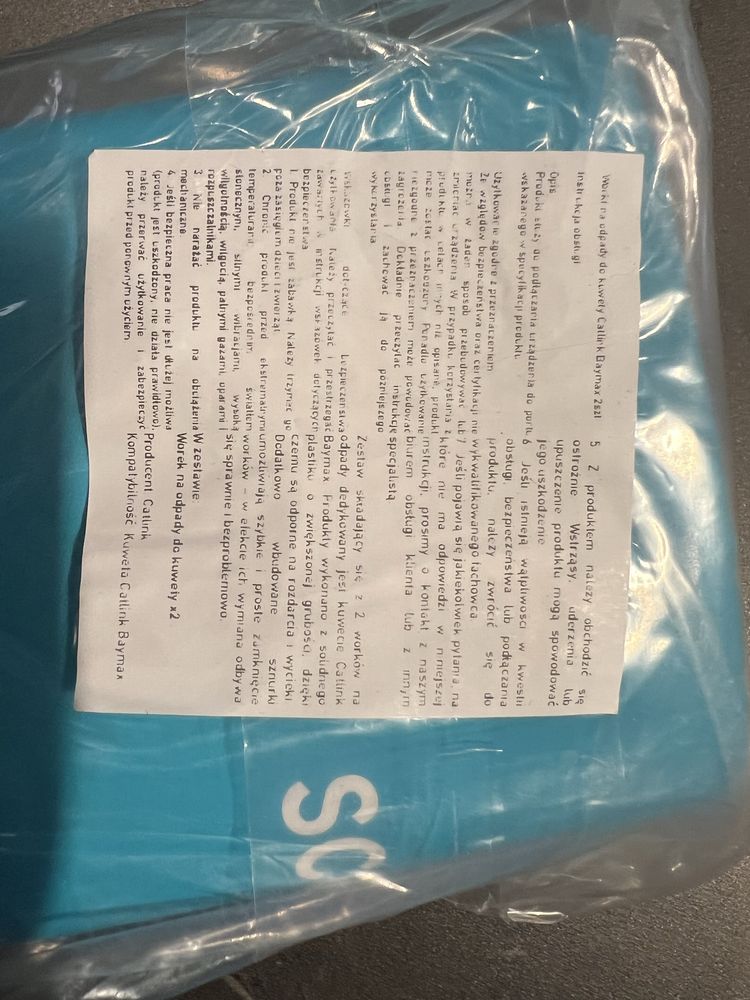 Worki na odpady do kuwety Catlink Baymax 2szt
Instrukcja obsługi
Opis
Produkt służy do podłączania urządzenia do portu
wskazanego w specyfikacji produktu.
Użytkowanie zgodne z przeznaczeniem
Ze względów bezpieczeństwa oraz certyfikacji nie
można w żaden sposób przebudowywać lub
zmieniać urządzenia. W przypadku korzystania z
produktu w celach innych niż opisane, produkt
może zostać uszkodzony. Ponadto użytkowanie
niezgodne z przeznaczeniem może powodować
zagrożenia. Dokładnie przeczytać instrukcję
obsługi i zachować ją do późniejszego
wykorzystania.
Wskazówki dotyczące bezpieczeństwa
użytkowania Należy przeczytać i przestrzegać
zawartych w instrukcji wskazówek dotyczących
bezpieczeństwa
1. Produkt nie jest zabawką. Należy trzymać go
poza zasięgiem dzieci i zwierząt.
2. Chronić produkt przed ekstremalnymi
temperaturami, bezpośrednim światłem
słonecznym, silnymi wibracjami, wysoką
wilgotnością, wilgocią, palnymi gazami, oparami i
rozpuszczalnikami.
3. Nie narażać produktu na obciążenia
mechaniczne.
4. Jeśli bezpieczna praca nie jest dłużej możliwa
(produkt jest uszkodzony, nie działa prawidłowo),
należy przerwać użytkowanie i zabezpieczyć
produkt przed ponownym użyciem.
5. Z produktem należy obchodzić się
ostrożnie. Wstrząsy, uderzenia lub
upuszczenie produktu mogą spowodować
jego uszkodzenie.
6. Jeśli istnieją wątpliwości w kwestii
obsługi, bezpieczeństwa lub podłączania
produktu, należy zwrócić się do
wykwalifikowanego fachowca.
7. Jeśli pojawią się jakiekolwiek pytania, na
które nie ma odpowiedzi w niniejszej
instrukcji, prosimy o kontakt z naszym
biurem obsługi klienta lub z innym
specjalistą.
Zestaw składający się z 2 worków na
odpady dedykowany jest kuwecie Catlink
Baymax. Produkty wykonano z solidnego
plastiku o zwiększonej grubości, dzięki
czemu są odporne na rozdarcia i wycieki.
Dodatkowo wbudowane sznurki
umożliwiają szybkie i proste zamknięcie
worków – w efekcie ich wymiana odbywa
się sprawnie i bezproblemowo.
W zestawie:
Worek na odpady do kuwety x2
Producent Catlink
Kompatybilność: Kuweta Catlink Baymax
SC